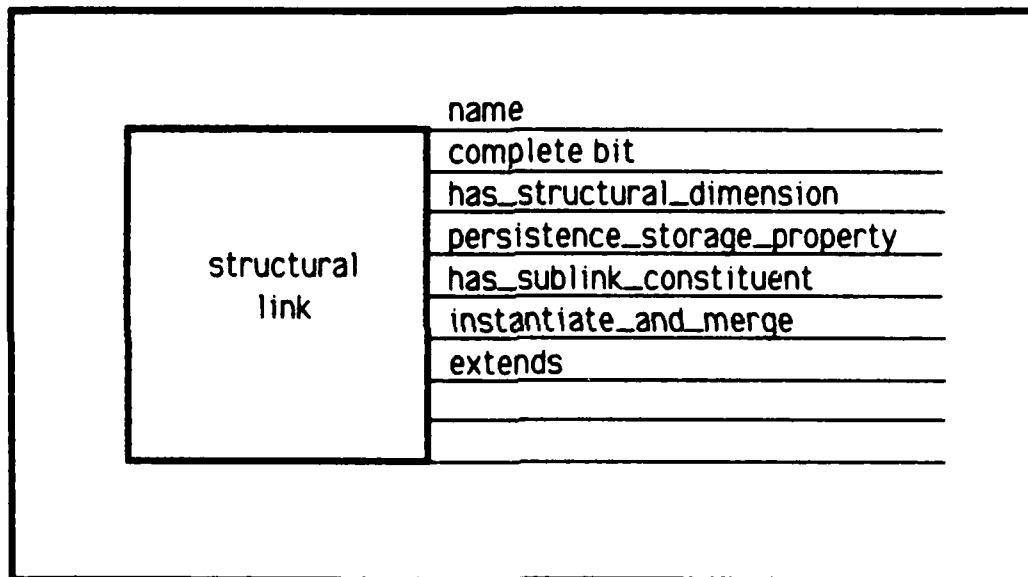 name
complete bit
has_structural_dimension
persistence_storage_property
structural
link
has_sublink_constituent
instantiate_and_merge
extends